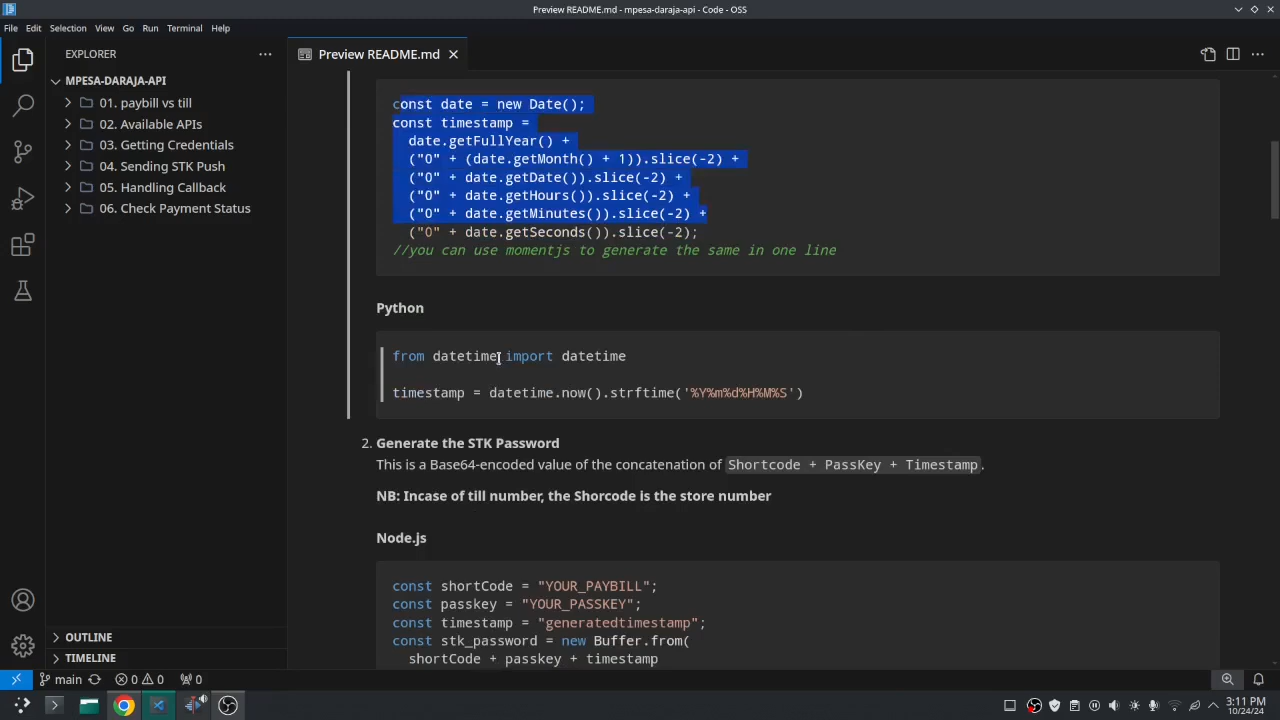 Preview README.md - mpesa-daraja-api - Code - OSS
File Edit Selection View Go Run Terminal Help
EXPLORER
Preview README.md
MPESA-DARAJA-API
01. paybill vs till
02. Available APIs
03. Getting Credentials
04. Sending STK Push
05. Handling Callback
06. Check Payment Status
OUTLINE
TIMELINE
const date = new Date();
const timestamp =
date.getFullYear() +
("0" + (date.getMonth() + 1)).slice(-2) +
("0" + date.getDate()).slice(-2) +
("0" + date.getHours()).slice(-2) +
("0" + date.getMinutes()).slice(-2) +
("0" + date.getSeconds()).slice(-2);
//you can use momentjs to generate the same in one line
Python
from datetime import datetime
timestamp = datetime.now().strftime('%Y%m%d%H%M%S')
2. Generate the STK Password
This is a Base64-encoded value of the concatenation of Shortcode + PassKey + Timestamp.
NB: Incase of till number, the Shorcode is the store number
Node.js
const shortCode = "YOUR_PAYBILL";
const passkey = "YOUR_PASSKEY";
const timestamp = "generatedtimestamp";
const stk_password = new Buffer.from(
shortCode + passkey + timestamp
main 0 0 0
3:11 PM
10/24/24